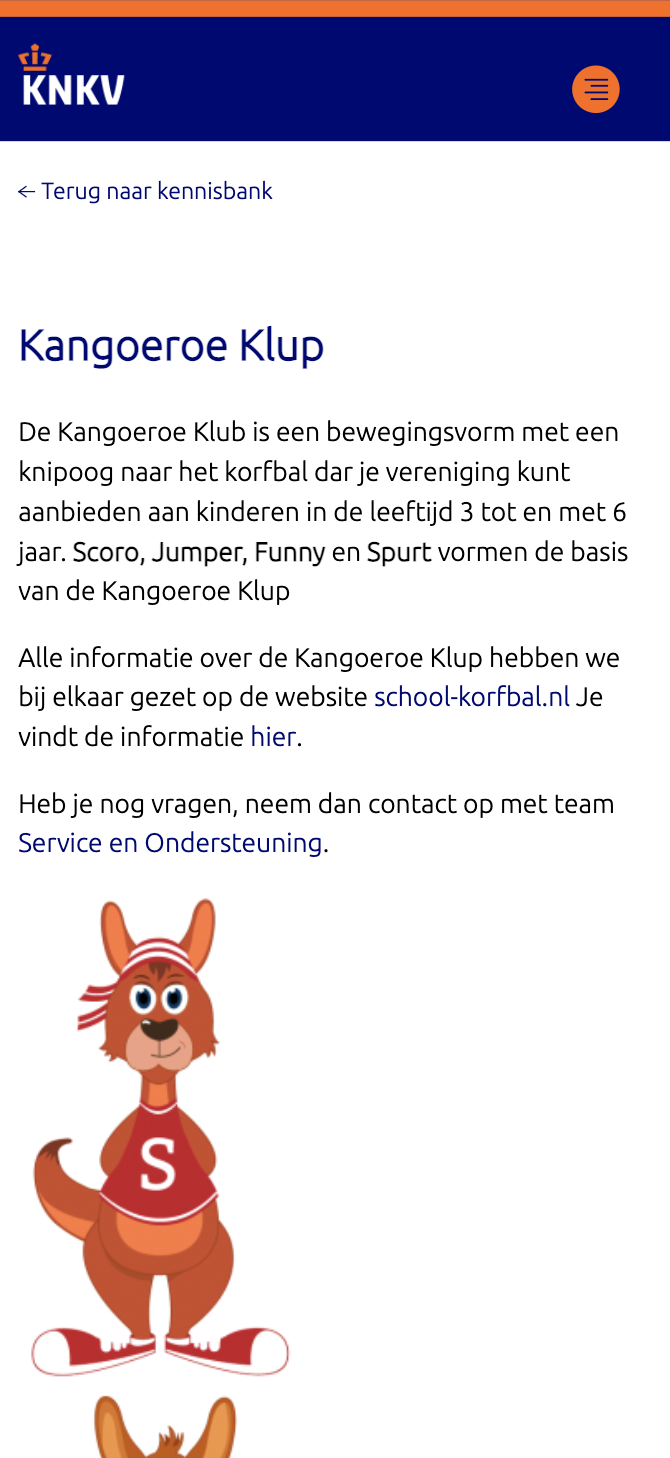 KNKV
← Terug naar kennisbank
Kangoeroe Klup
De Kangoeroe Klub is een bewegingsvorm met een
knipoog naar het korfbal dar je vereniging kunt
aanbieden aan kinderen in de leeftijd 3 tot en met 6
jaar. Scoro, Jumper, Funny en Spurt vormen de basis
van de Kangoeroe Klup
Alle informatie over de Kangoeroe Klup hebben we
bij elkaar gezet op de website school-korfbal.nl Je
vindt de informatie hier.
Heb je nog vragen, neem dan contact op met team
Service en Ondersteuning.
S